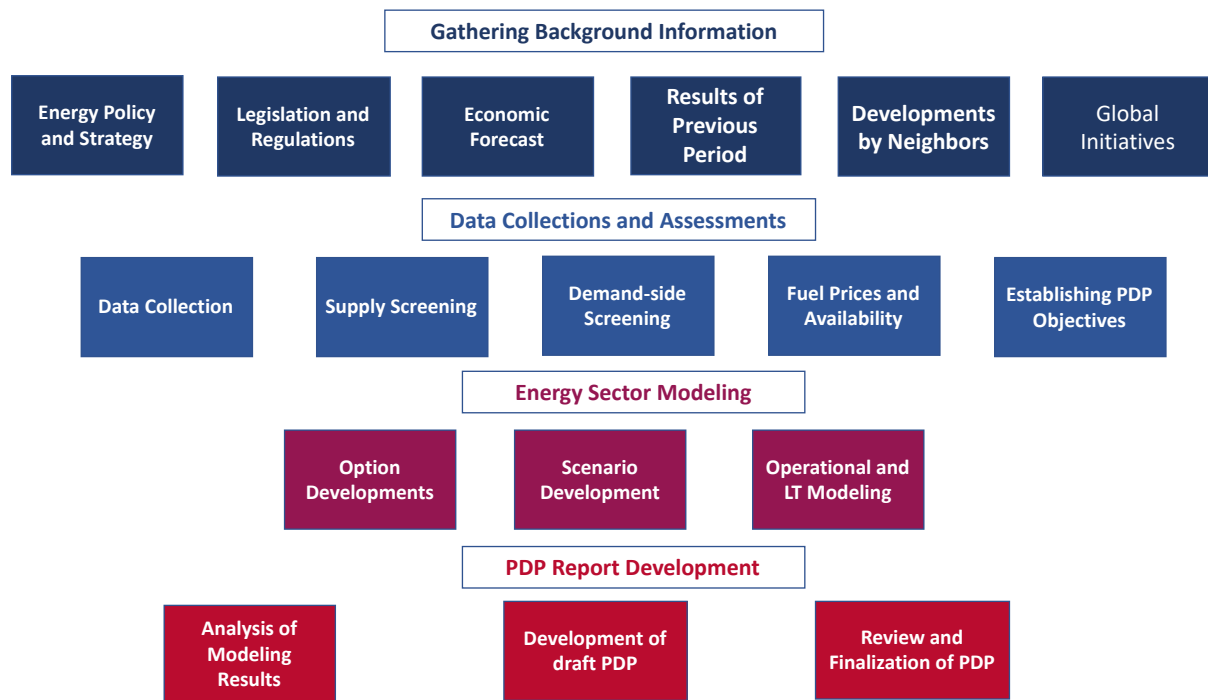 Gathering Background Information
Energy Policy
and Strategy
Legislation and
Regulations
Economic
Forecast
Results of
Previous
Period
Developments
by Neighbors
Global
Initiatives
Data Collections and Assessments
Data Collection
Supply Screening
Demand-side
Screening
Fuel Prices and
Availability
Establishing PDP
Objectives
Energy Sector Modeling
Option
Developments
Scenario
Development
Operational and
LT Modeling
PDP Report Development
Analysis of
Modeling
Results
Development of
draft PDP
Review and
Finalization of PDP